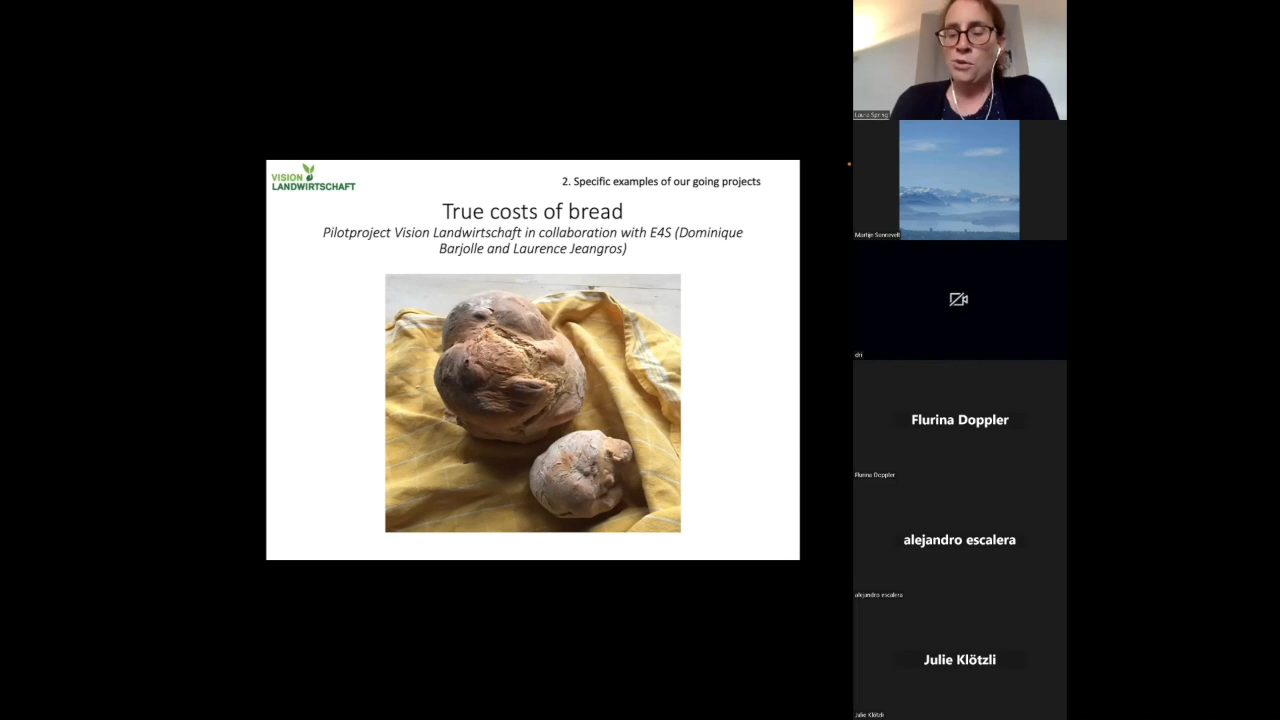 VISION
LANDWIRTSCHAFT
2. Specific examples of our going projects
True costs of bread
Pilotproject Vision Landwirtschaft in collaboration with E4S (Dominique
Barjolle and Laurence Jeangros)
Laura Spring
Martijn Sonnevelt
dri
Flurina Doppler
Flurina Doppler
alejandro escalera
alejandro escalera
Julie Klötzli
Julie Klötzli